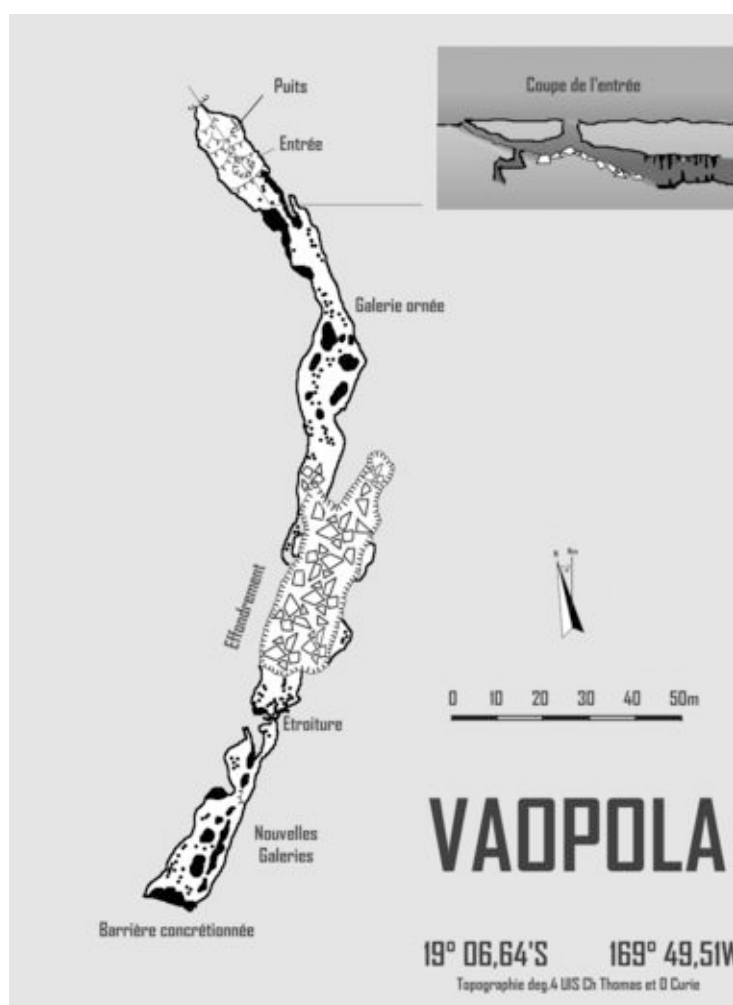 Puits
Coupe de l'entrée
Entrée
Galerie ornée
Effondrement
0 10 20 30 40 50m
Etroiture
VAOPOLA
Nouvelles
Galeries
Barrière concrétionnée
19° 06,64'S 169° 49,51W
Topographie deg.4 UIS Ch Thomas et D Curie